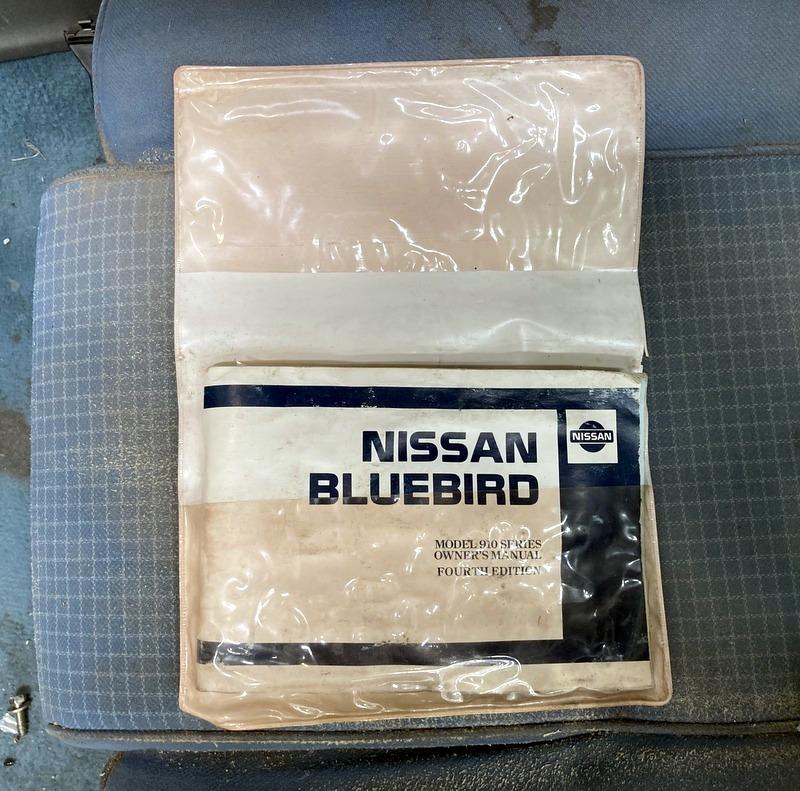 NISSAN
BLUEBIRD
NISSAN
MODEL 910 SERIES
OWNER'S MANUAL
FOURTH EDITION